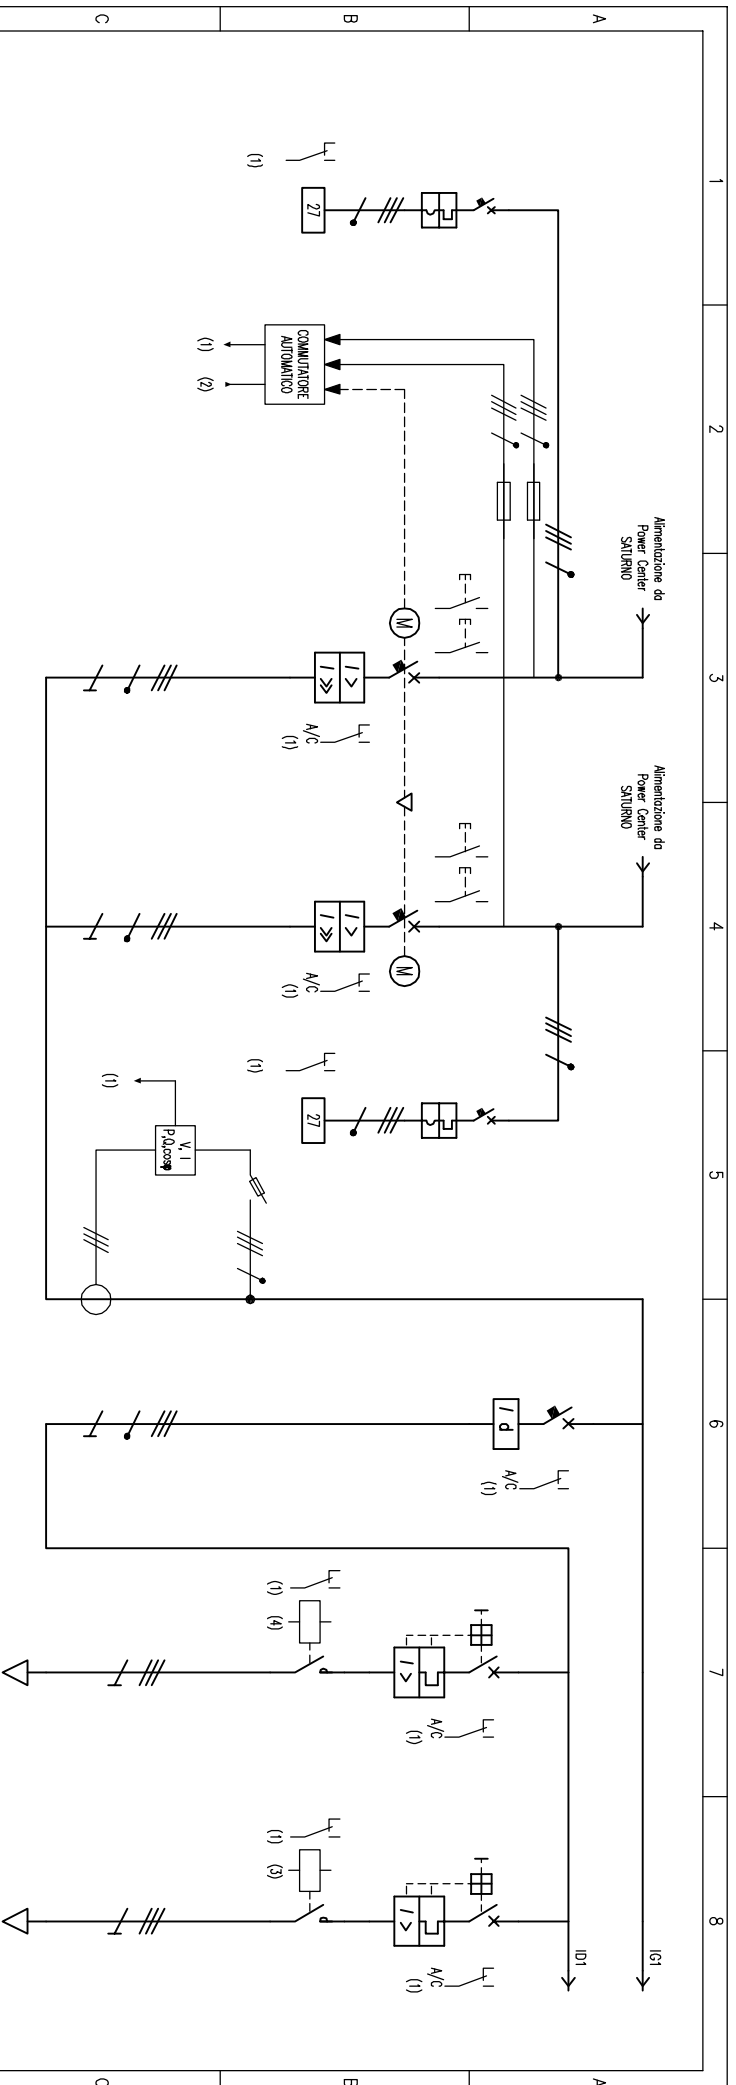 1
2
3
4
5
6
7
8
A
B
C
A
B
C
Alimentazione da
Power Center
SATURNO
Alimentazione da
Power Center
SATURNO
IG1
ID1
27
(1)
COMMUTATORE
AUTOMATICO
(1)
(2)
E
E
M
I >
I >>
A/C
(1)
E
E
M
I >
I >>
A/C
(1)
27
(1)
V, I
P,Q,cosφ
(1)
I d
A/C
(1)
I >
A/C
(1)
(4)
(1)
I >
A/C
(1)
(3)
(1)